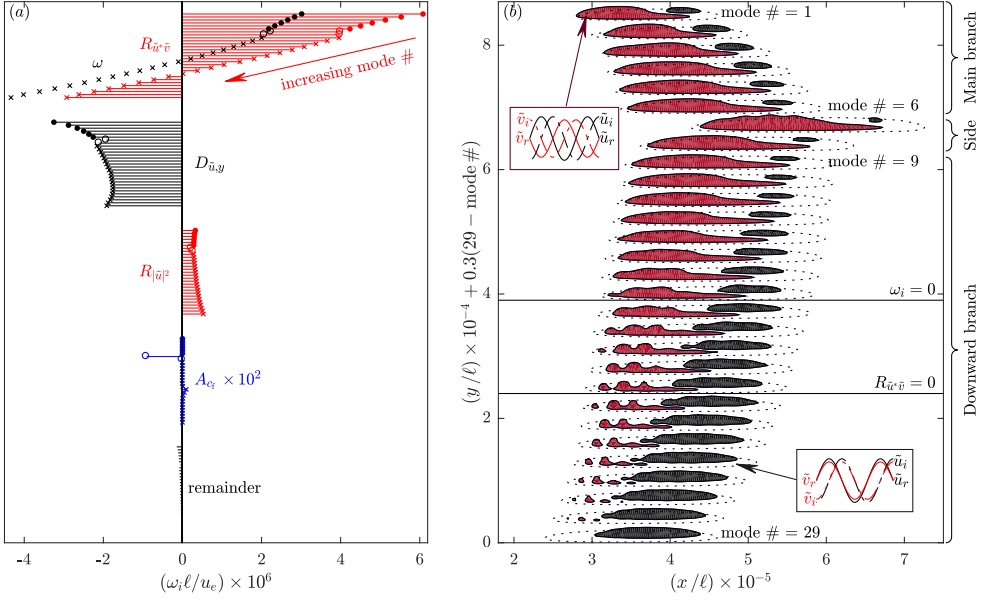 (a)
R_{ũ*ṽ}
ω
increasing mode #
D_{ũ,y}
R_{|ũ|²}
A_{c_f} × 10²
remainder
-4
-2
0
2
4
6
(ω_iℓ/u_e) × 10⁶
(b)
mode # = 1
mode # = 6
mode # = 9
ω_i = 0
R_{ũ*ṽ} = 0
mode # = 29
ṽ_i
ũ_i
ṽ_r
ũ_r
ũ_i
ṽ_r
ũ_r
ṽ_i
Main branch
Side
Downward branch
8
6
4
2
0
(y/ℓ) × 10⁻⁴ + 0.3(29 − mode #)
2
3
4
5
6
7
(x/ℓ) × 10⁻⁵